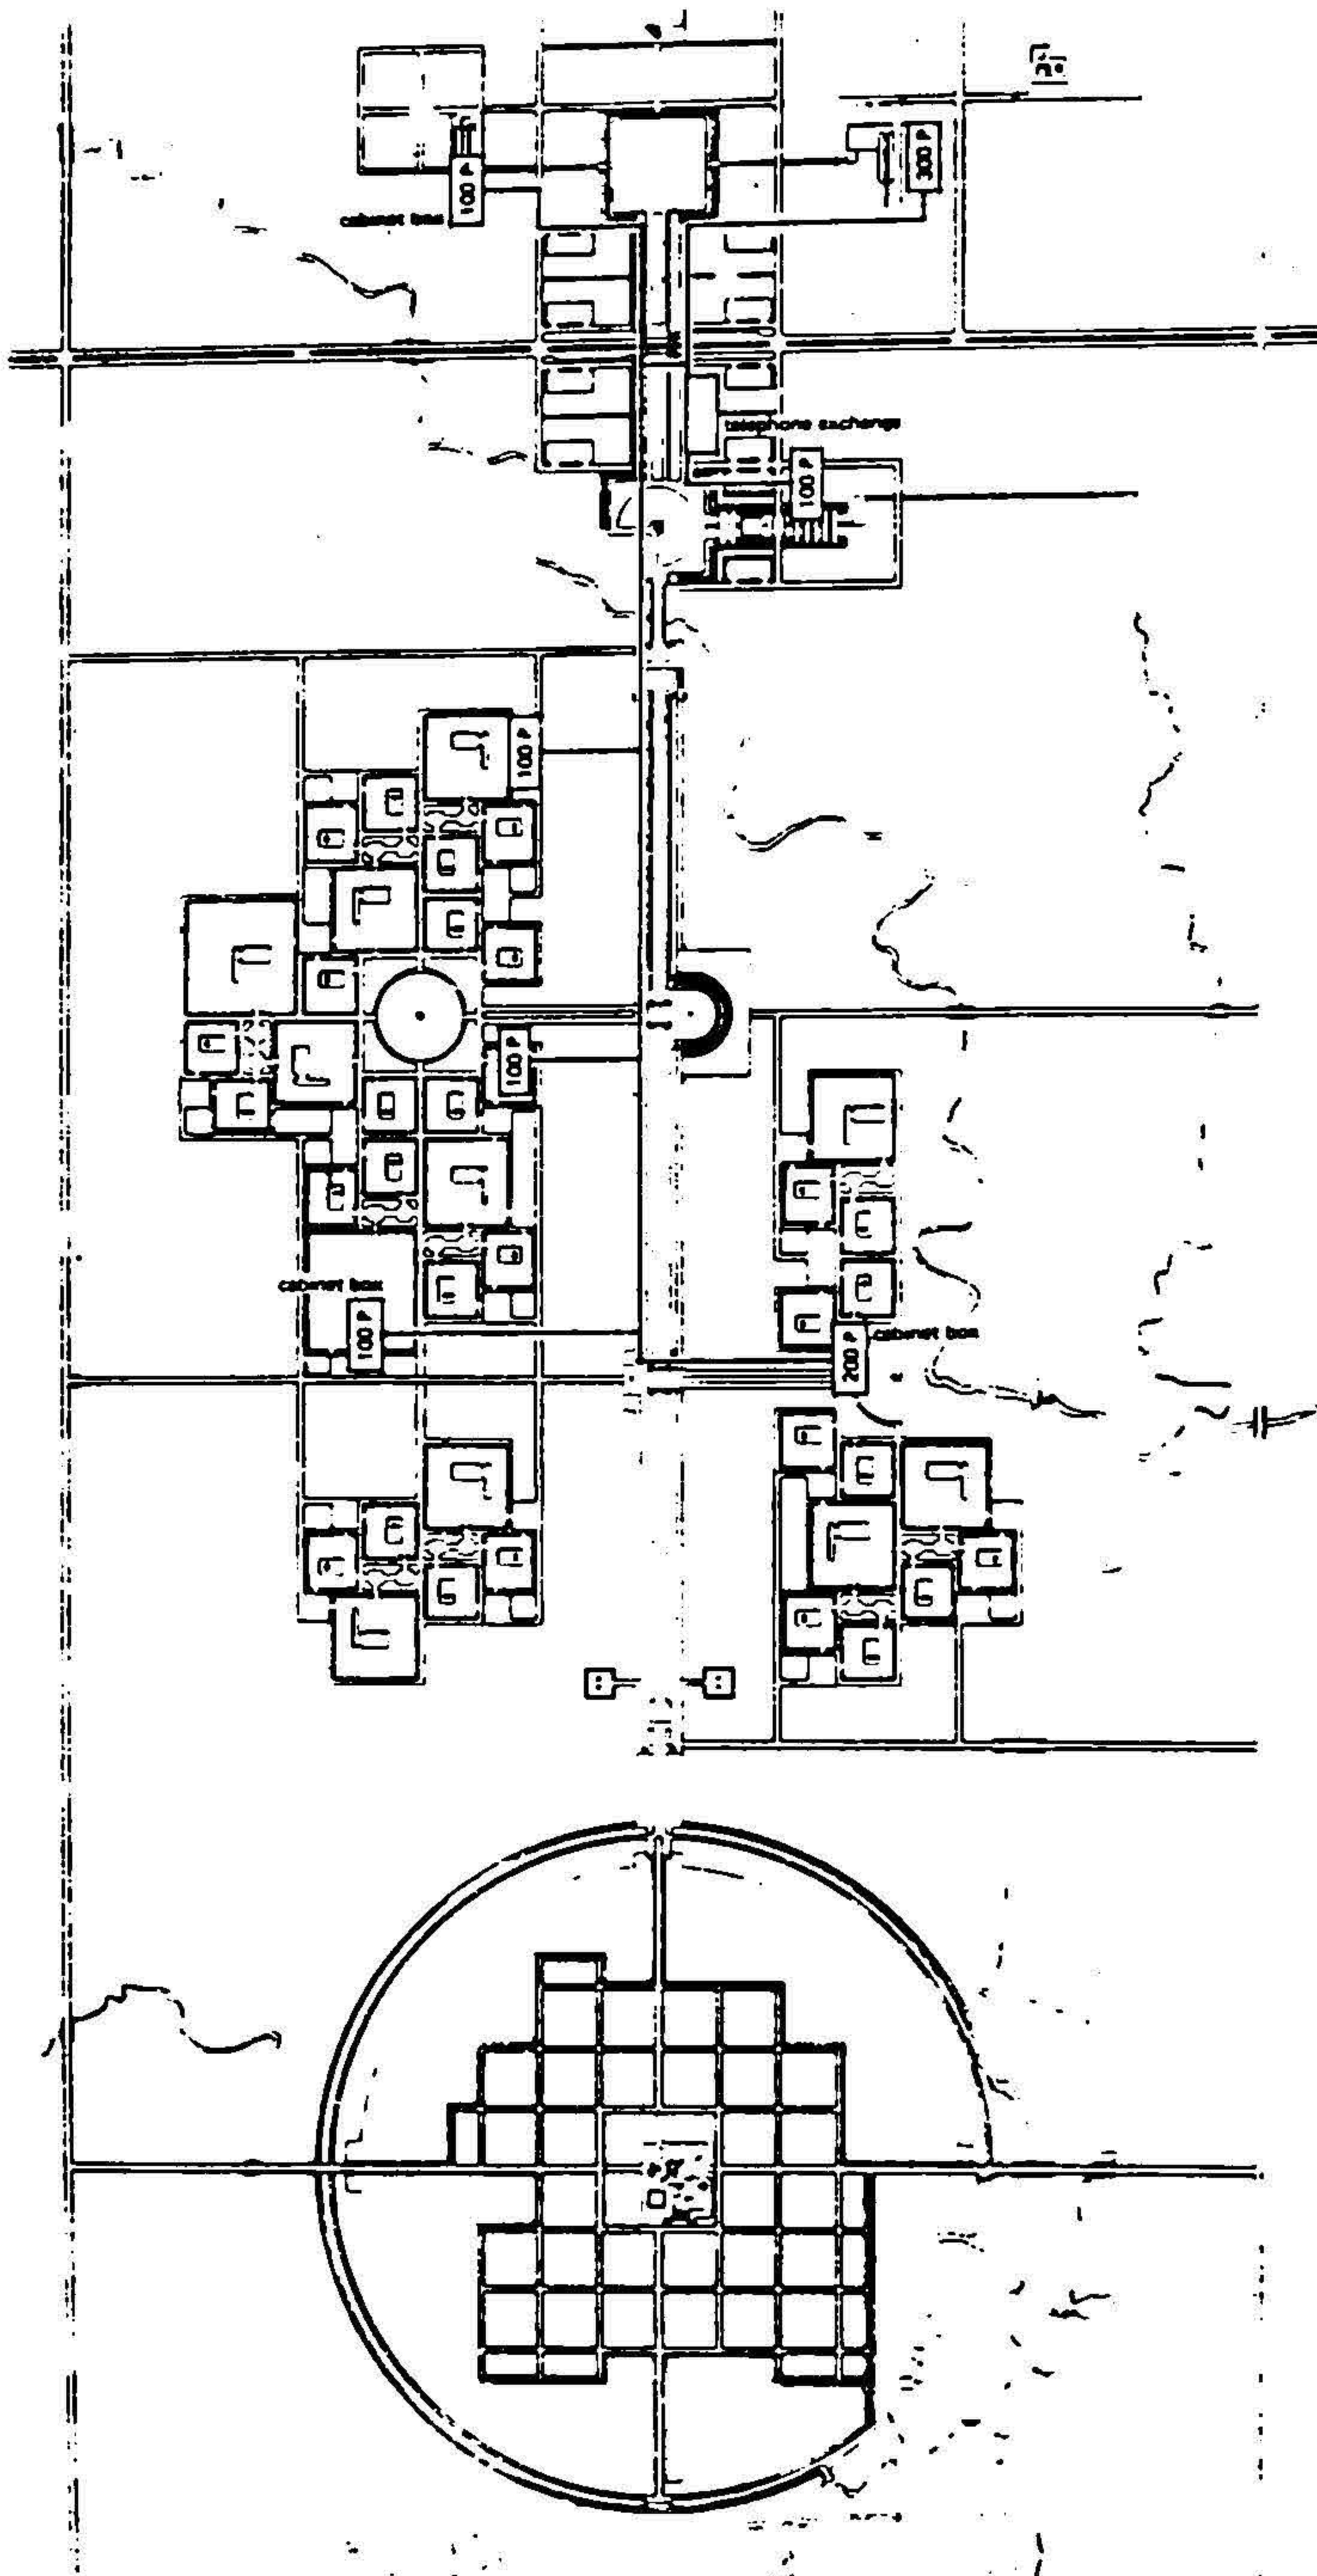 100 P
cabinet box
300 P
telephone exchange
100 P
100 P
100 P
cabinet box
100 P
cabinet box
200 P